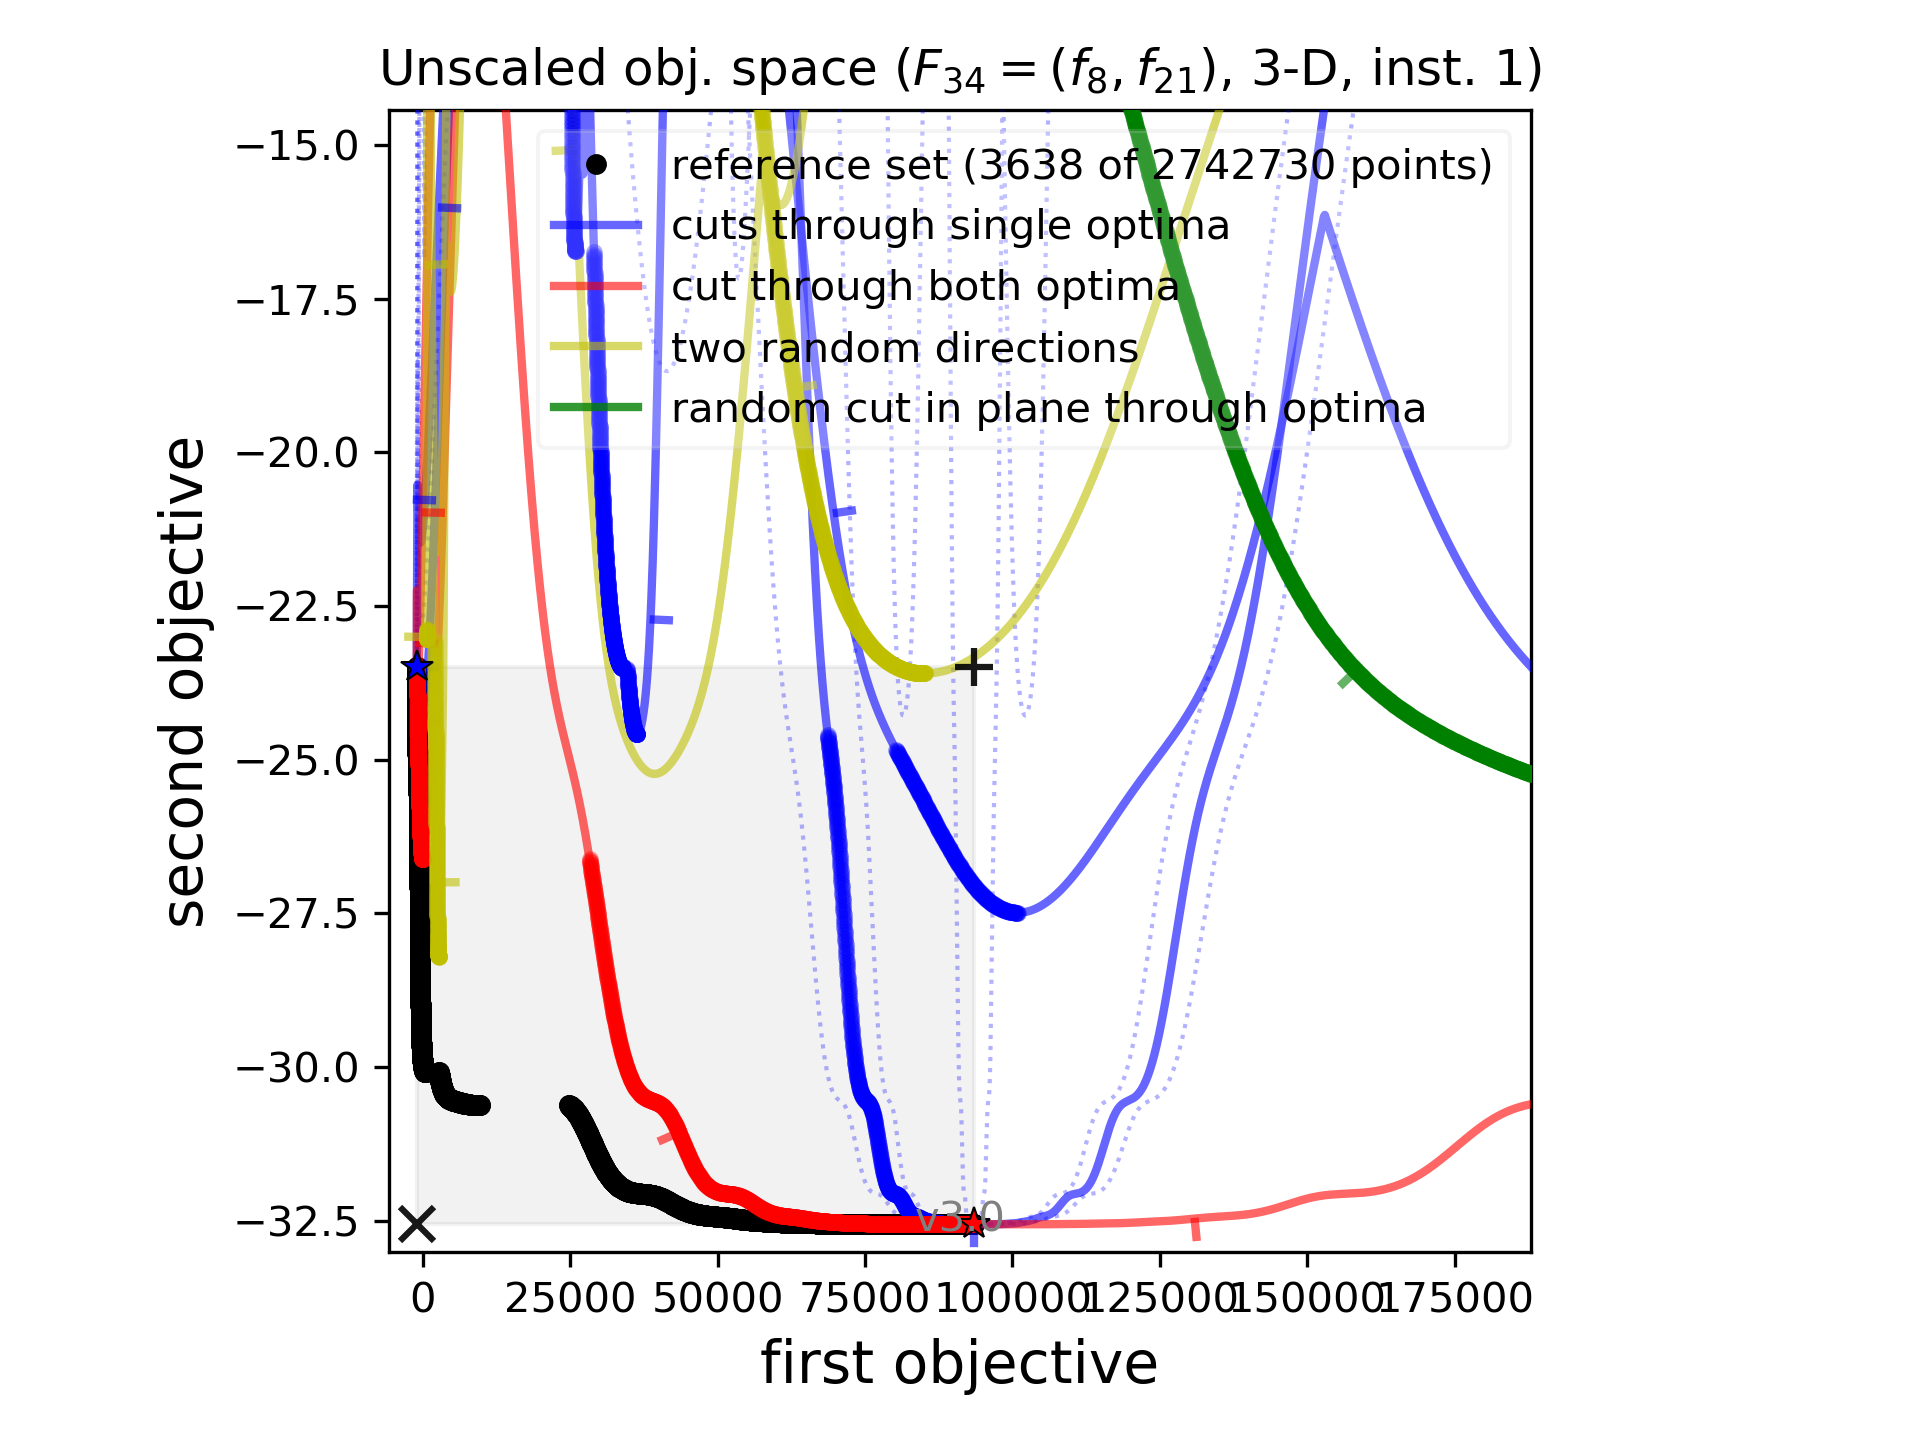 Unscaled obj. space (F34 = (f8, f21), 3-D, inst. 1)
reference set (3638 of 2742730 points)
cuts through single optima
cut through both optima
two random directions
random cut in plane through optima
second objective
−15.0
−17.5
−20.0
−22.5
−25.0
−27.5
−30.0
−32.5
v3.0
0 25000 50000 75000 100000 125000 150000 175000
first objective